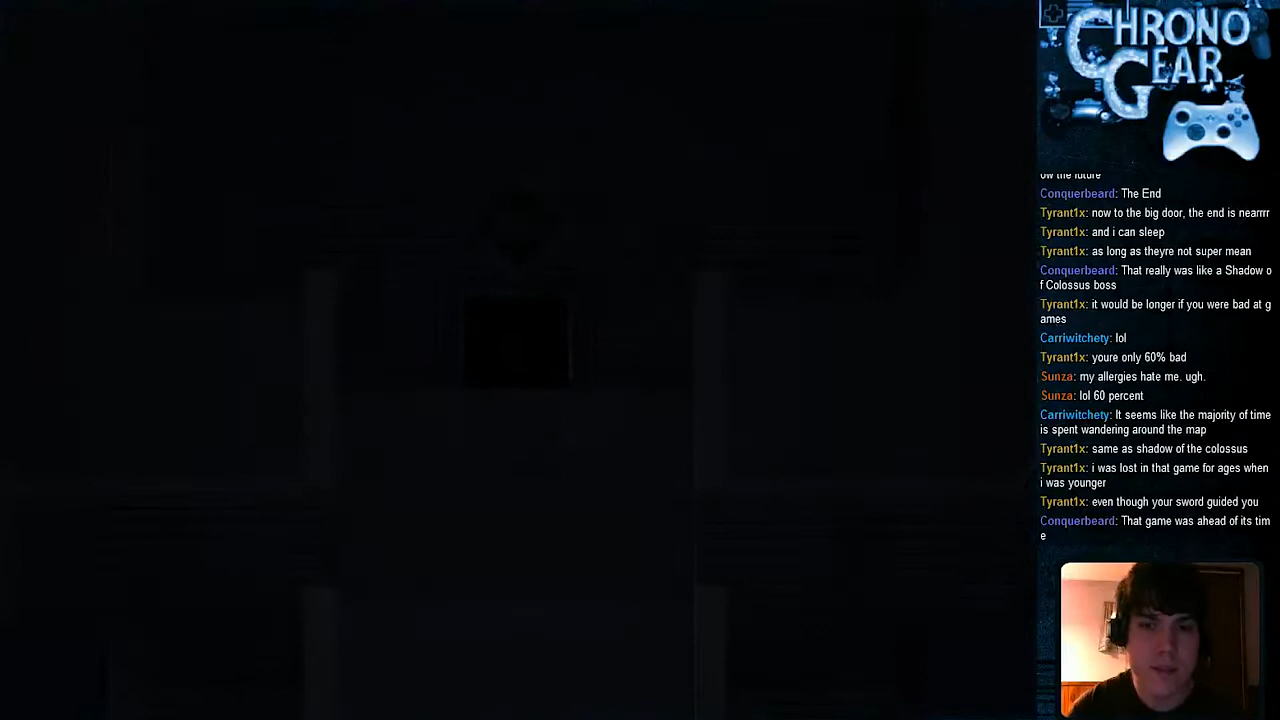 CHRONO
GEAR
ow the future
Conquerbeard: The End
Tyrant1x: now to the big door, the end is nearrrr
Tyrant1x: and i can sleep
Tyrant1x: as long as theyre not super mean
Conquerbeard: That really was like a Shadow o
f Colossus boss
Tyrant1x: it would be longer if you were bad at g
ames
Carriwitchety: lol
Tyrant1x: youre only 60% bad
Sunza: my allergies hate me. ugh.
Sunza: lol 60 percent
Carriwitchety: It seems like the majority of time
is spent wandering around the map
Tyrant1x: same as shadow of the colossus
Tyrant1x: i was lost in that game for ages when
i was younger
Tyrant1x: even though your sword guided you
Conquerbeard: That game was ahead of its tim
e